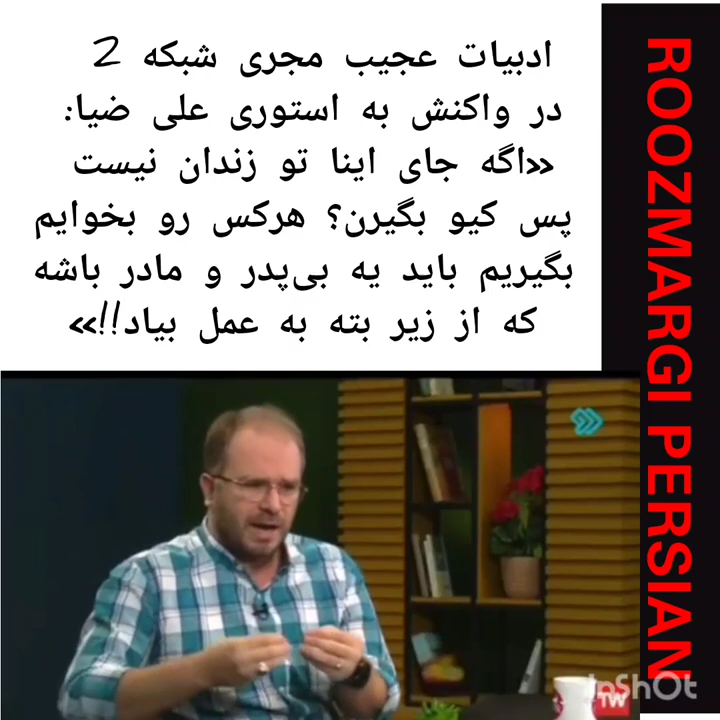 ادبیات عجیب مجری شبکه 2
در واکنش به استوری علی ضیا:
«اگه جای اینا تو زندان نیست
پس کیو بگیرن؟ هرکس رو بخوایم
بگیریم باید یه بی‌پدر و مادر باشه
که از زیر بته به عمل بیاد!!»
ROOZMARGI PERSIAN
InShOt
TW